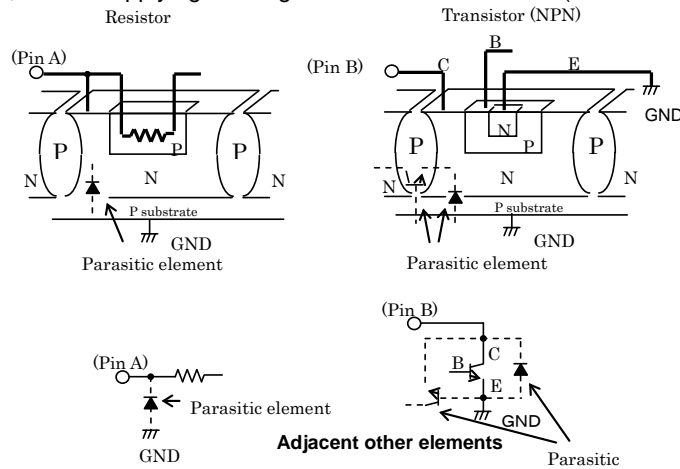 Resistor
Transistor (NPN)
(Pin A)
P
P
P
N
N
N
P substrate
GND
Parasitic element
(Pin B)
B
C
E
GND
P
N
P
P
N
N
N
P substrate
GND
Parasitic element
(Pin A)
Parasitic element
GND
(Pin B)
C
B
E
GND
Adjacent other elements
Parasitic